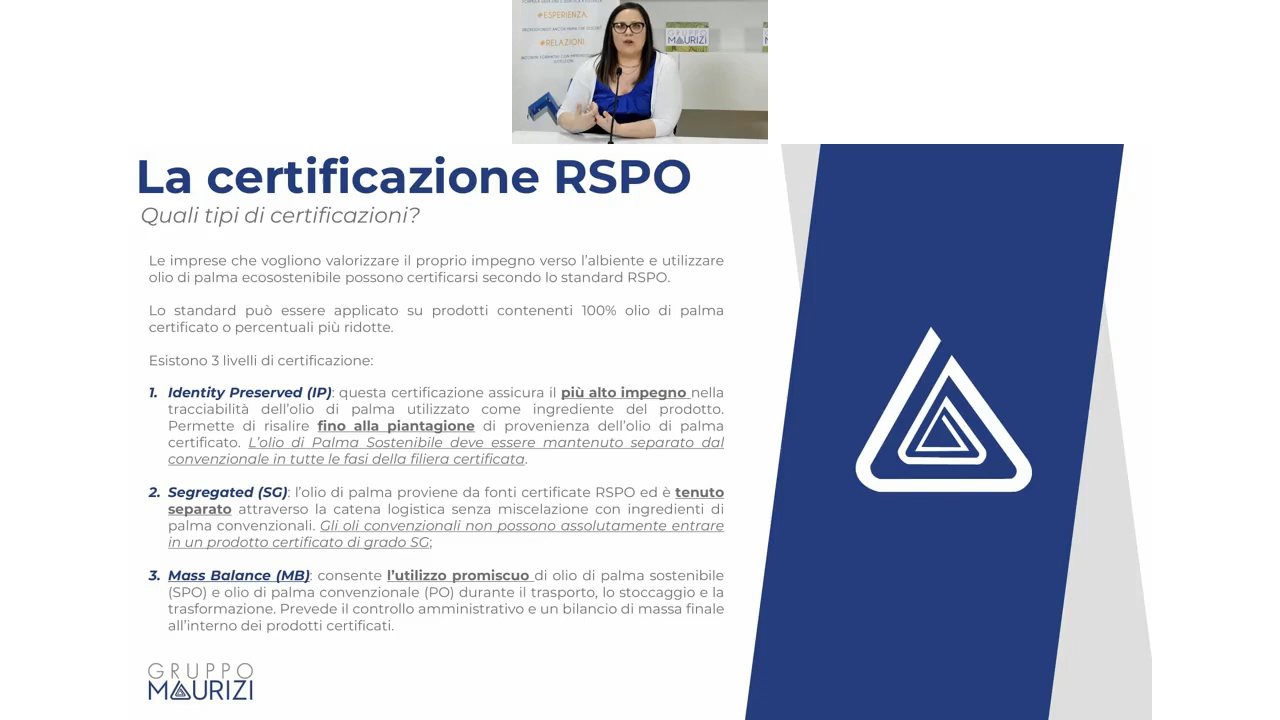 #ESPERIENZA.
#RELAZIONI.
GRUPPO
MAURIZI
La certificazione RSPO
Quali tipi di certificazioni?
Le imprese che vogliono valorizzare il proprio impegno verso l'albiente e utilizzare
olio di palma ecosostenibile possono certificarsi secondo lo standard RSPO.
Lo standard può essere applicato su prodotti contenenti 100% olio di palma
certificato o percentuali più ridotte.
Esistono 3 livelli di certificazione:
1. Identity Preserved (IP): questa certificazione assicura il più alto impegno nella
tracciabilità dell'olio di palma utilizzato come ingrediente del prodotto.
Permette di risalire fino alla piantagione di provenienza dell'olio di palma
certificato. L'olio di Palma Sostenibile deve essere mantenuto separato dal
convenzionale in tutte le fasi della filiera certificata.
2. Segregated (SG): l'olio di palma proviene da fonti certificate RSPO ed è tenuto
separato attraverso la catena logistica senza miscelazione con ingredienti di
palma convenzionali. Gli oli convenzionali non possono assolutamente entrare
in un prodotto certificato di grado SG;
3. Mass Balance (MB): consente l'utilizzo promiscuo di olio di palma sostenibile
(SPO) e olio di palma convenzionale (PO) durante il trasporto, lo stoccaggio e la
trasformazione. Prevede il controllo amministrativo e un bilancio di massa finale
all'interno dei prodotti certificati.
GRUPPO
MAURIZI